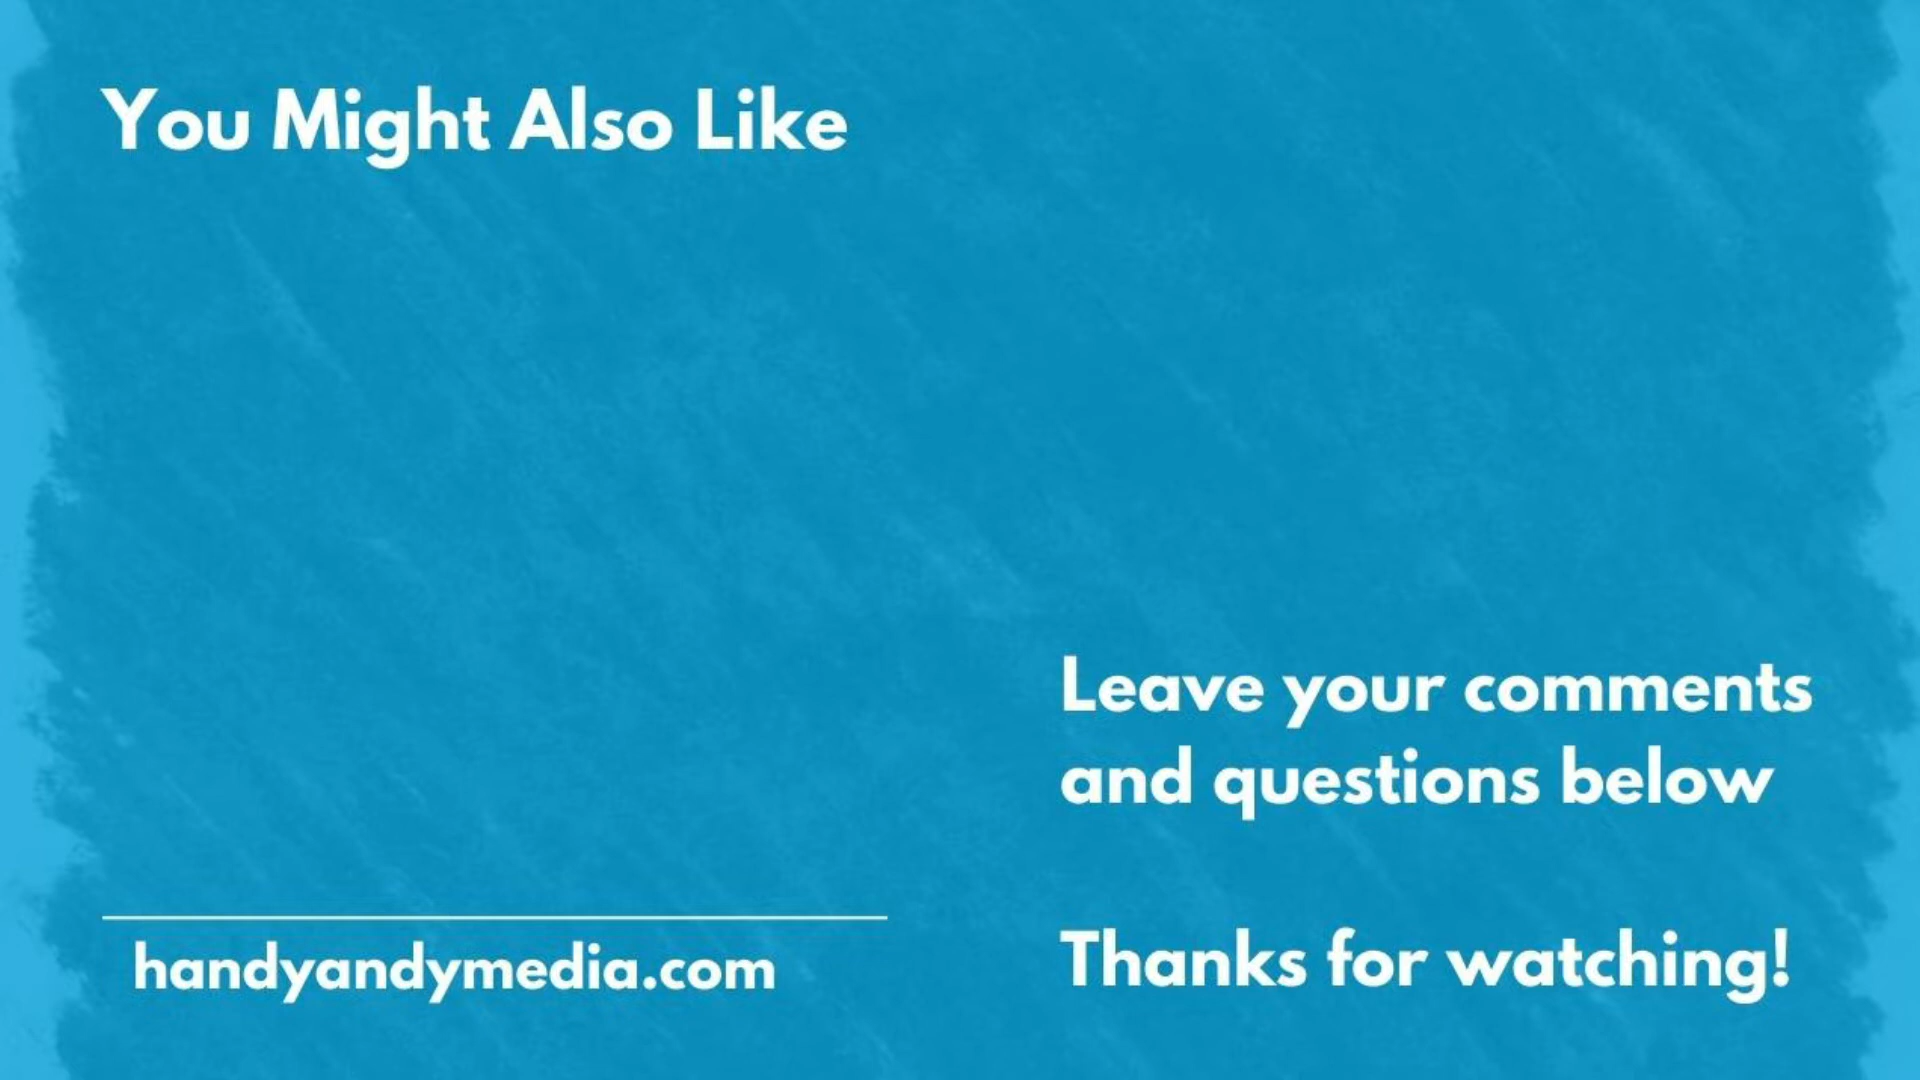 You Might Also Like
Leave your comments
and questions below
handyandymedia.com
Thanks for watching!